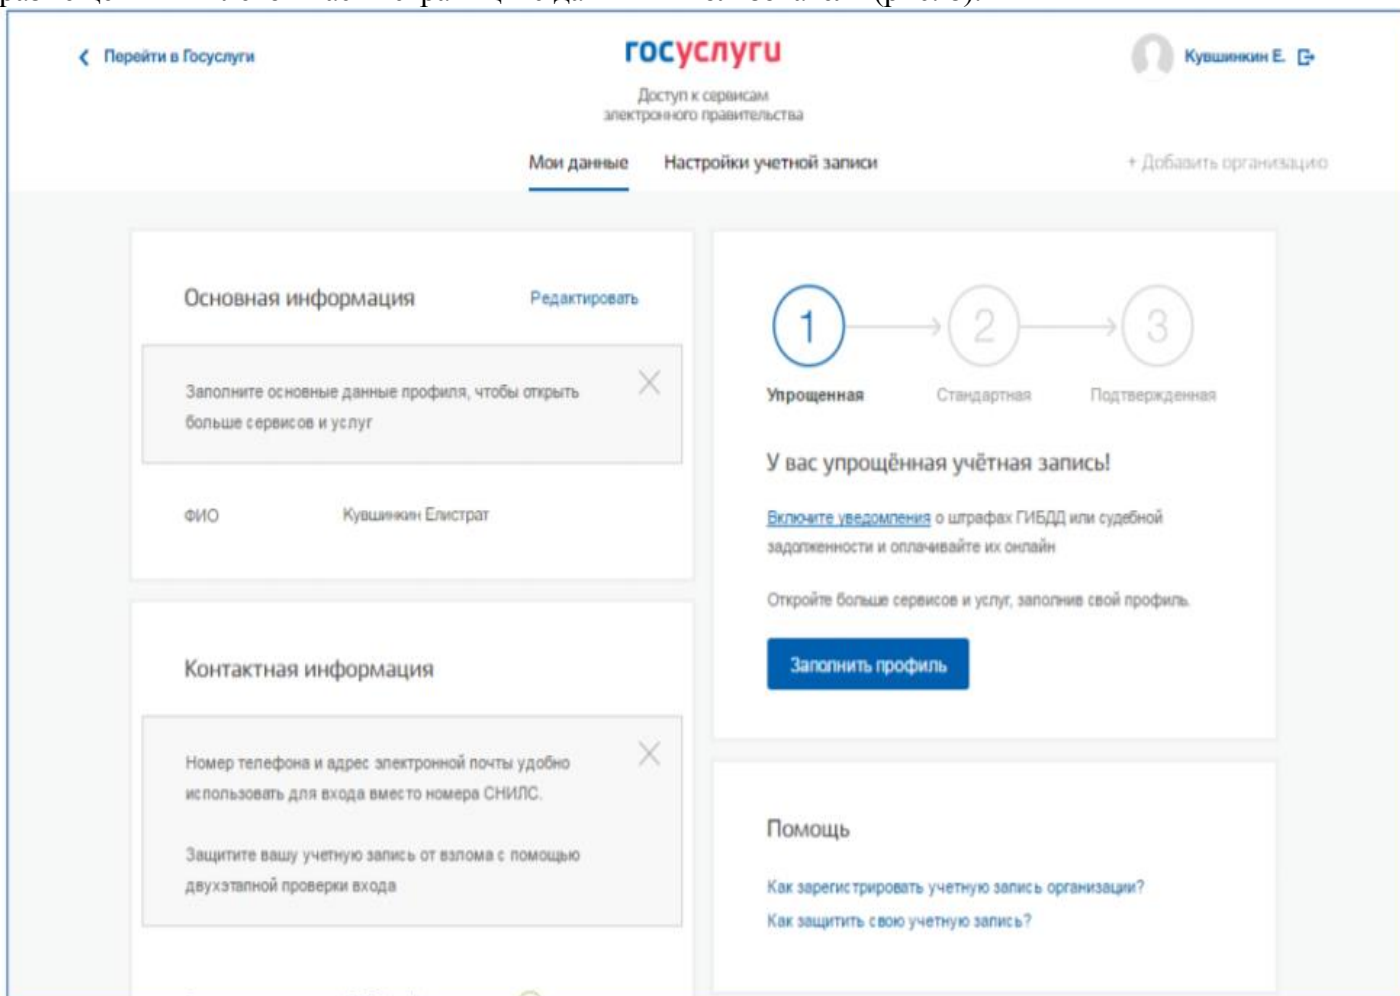 Перейти в Госуслуги
госуслуги
Кувшинкин Е.
Доступ к сервисам
электронного правительства
Мои данные
Настройки учетной записи
+ Добавить организацию
Основная информация
Редактировать
Заполните основные данные профиля, чтобы открыть
больше сервисов и услуг
ФИО
Кувшинкин Елистрат
Контактная информация
Номер телефона и адрес электронной почты удобно
использовать для входа вместо номера СНИЛС.
Защитите вашу учетную запись от взлома с помощью
двухэтапной проверки входа
1
2
3
Упрощенная
Стандартная
Подтвержденная
У вас упрощённая учётная запись!
Включите уведомления о штрафах ГИБДД или судебной
задолженности и оплачивайте их онлайн
Откройте больше сервисов и услуг, заполнив свой профиль.
Заполнить профиль
Помощь
Как зарегистрировать учетную запись организации?
Как защитить свою учетную запись?